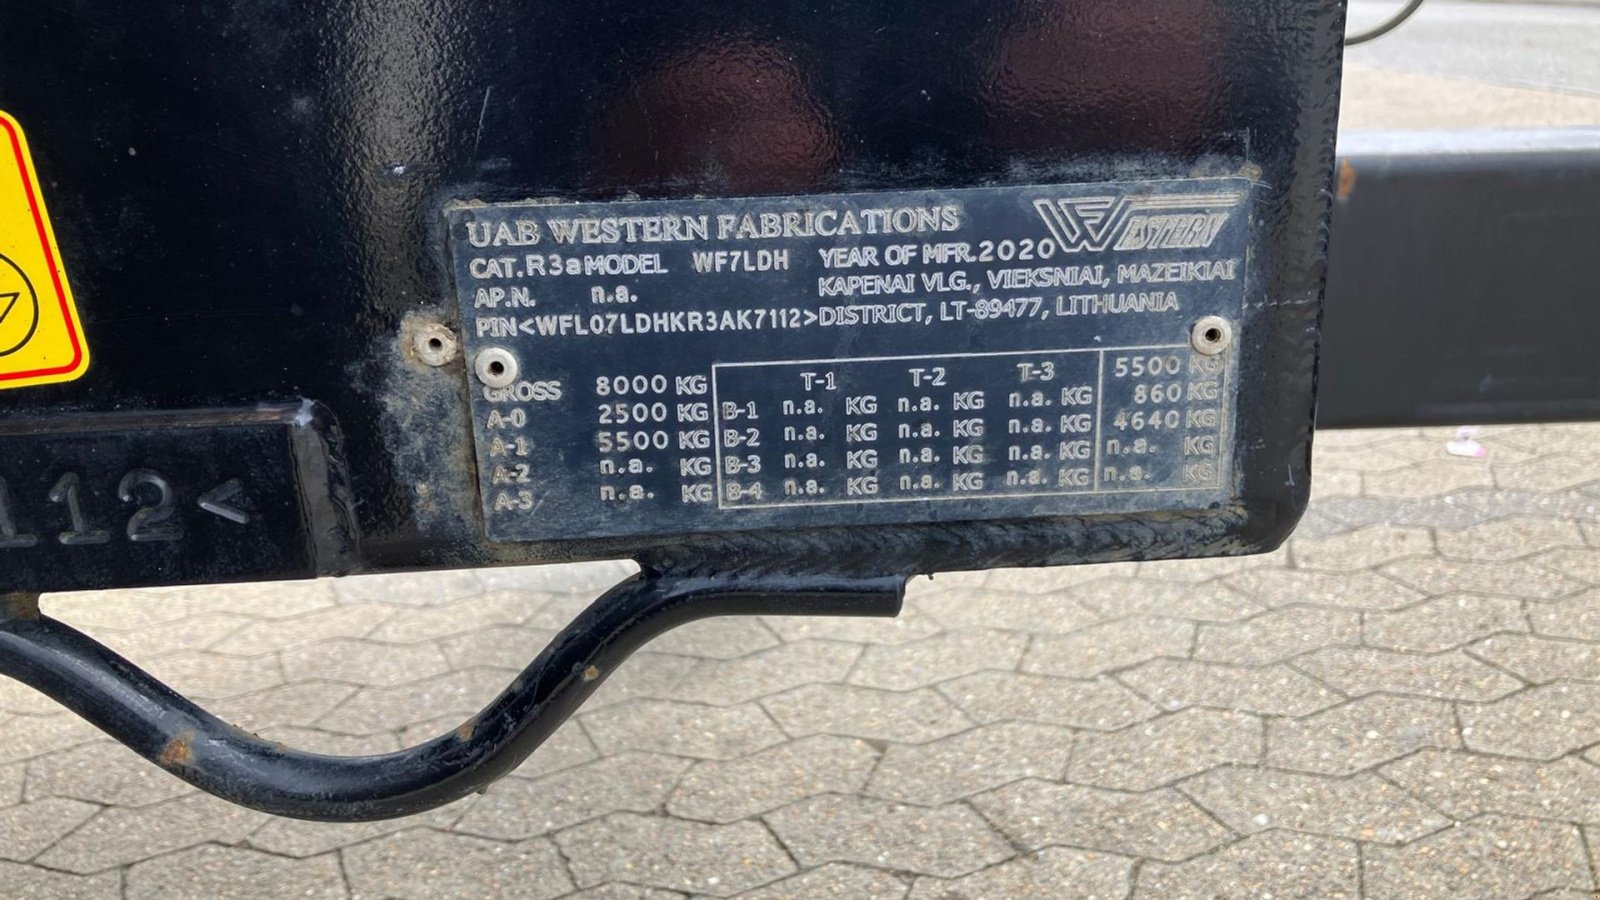 UAB WESTERN FABRICATIONS WESTERN
CAT. R3a MODEL WF7LDH YEAR OF MFR. 2020
AP.N. n.a. KAPENAI VLG., VIEKSNIAI, MAZEIKIAI
PIN<WFL07LDHKR3AK7112> DISTRICT, LT-89477, LITHUANIA
GROSS 8000 KG T-1 T-2 T-3 5500 KG
A-0 2500 KG B-1 n.a. KG n.a. KG n.a. KG 860 KG
A-1 5500 KG B-2 n.a. KG n.a. KG n.a. KG 4640 KG
A-2 n.a. KG B-3 n.a. KG n.a. KG n.a. KG n.a. KG
A-3 n.a. KG B-4 n.a. KG n.a. KG n.a. KG n.a. KG
112<